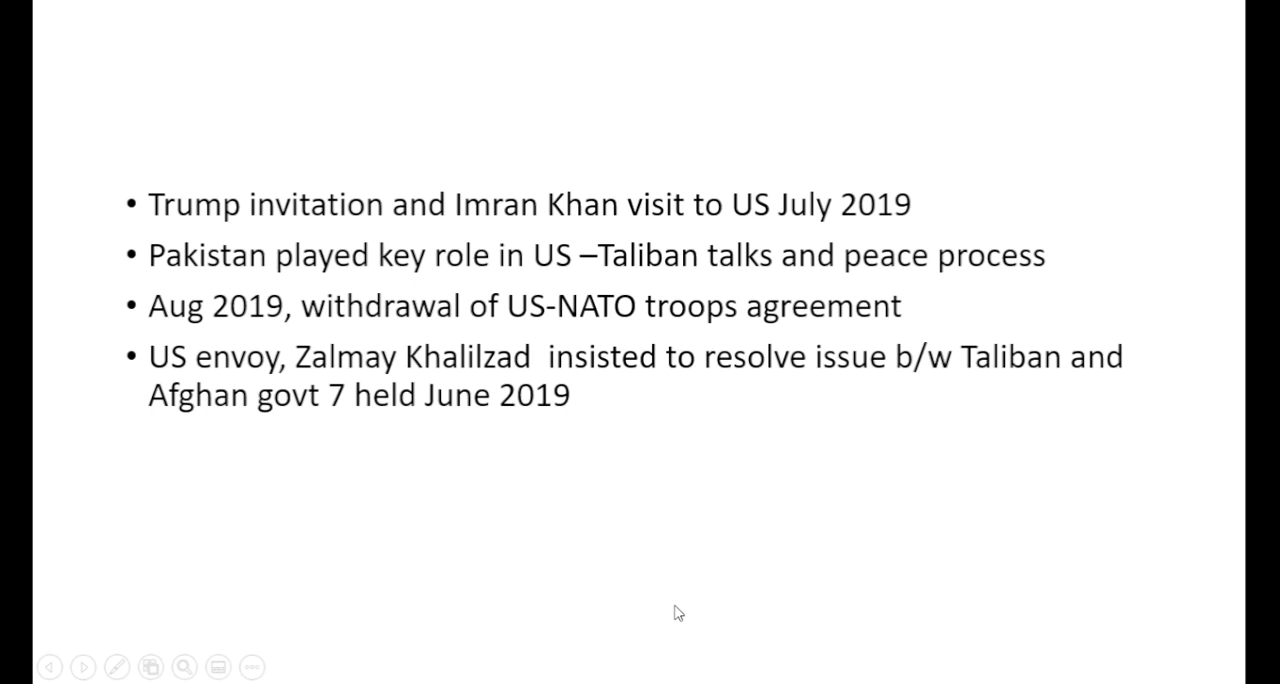 • Trump invitation and Imran Khan visit to US July 2019
• Pakistan played key role in US –Taliban talks and peace process
• Aug 2019, withdrawal of US-NATO troops agreement
• US envoy, Zalmay Khalilzad  insisted to resolve issue b/w Taliban and
Afghan govt 7 held June 2019